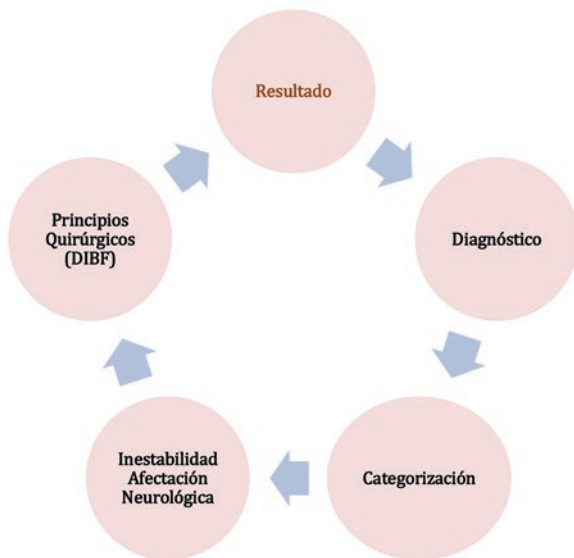 Resultado
Diagnóstico
Categorización
Inestabilidad
Afectación
Neurológica
Principios
Quirúrgicos
(DIBF)